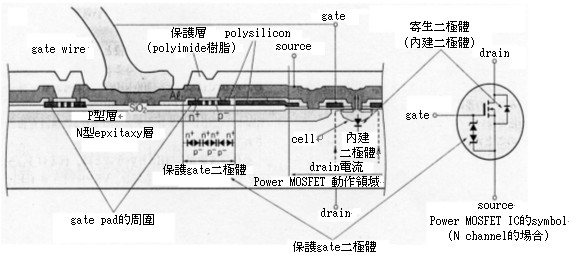 gate
保護層
(polyimide樹脂)
polysilicon
source
寄生二極體
(內建二極體)
drain
gate wire
gate
Aℓ
SiO₂
P型層
N型epxitaxy層
n⁺
p⁻
cell
內建
二極體
n⁺ n⁺ n⁺
p⁻ p⁻
drain電流
保護gate二極體
Power MOSFET 動作領域
drain
gate pad的周圍
保護gate二極體
source
Power MOSFET IC的symbol
(N channel的場合)